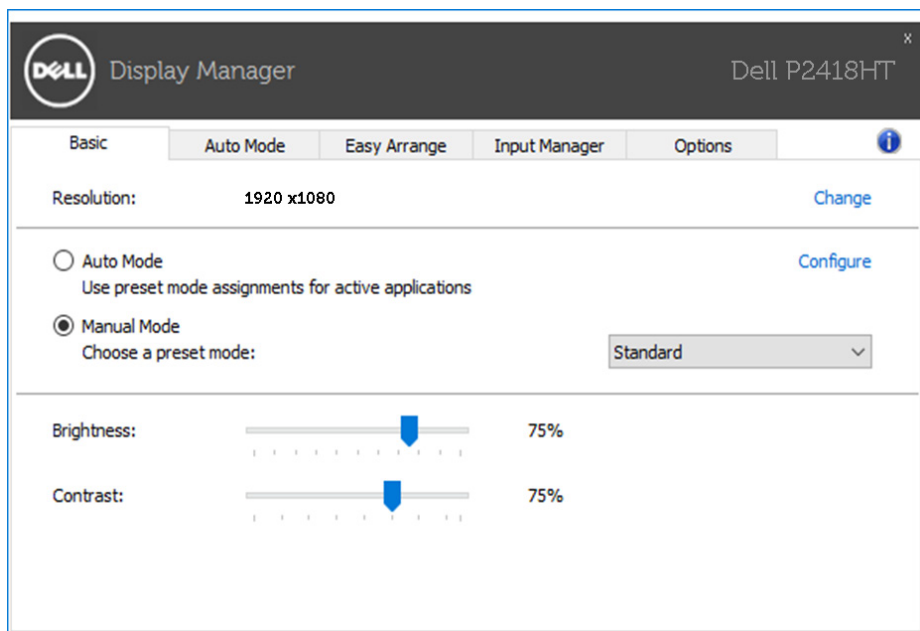 x
DELL Display Manager Dell P2418HT
Basic Auto Mode Easy Arrange Input Manager Options i
Resolution: 1920 x1080 Change
Auto Mode Configure
Use preset mode assignments for active applications
Manual Mode
Choose a preset mode: Standard
Brightness: 75%
Contrast: 75%